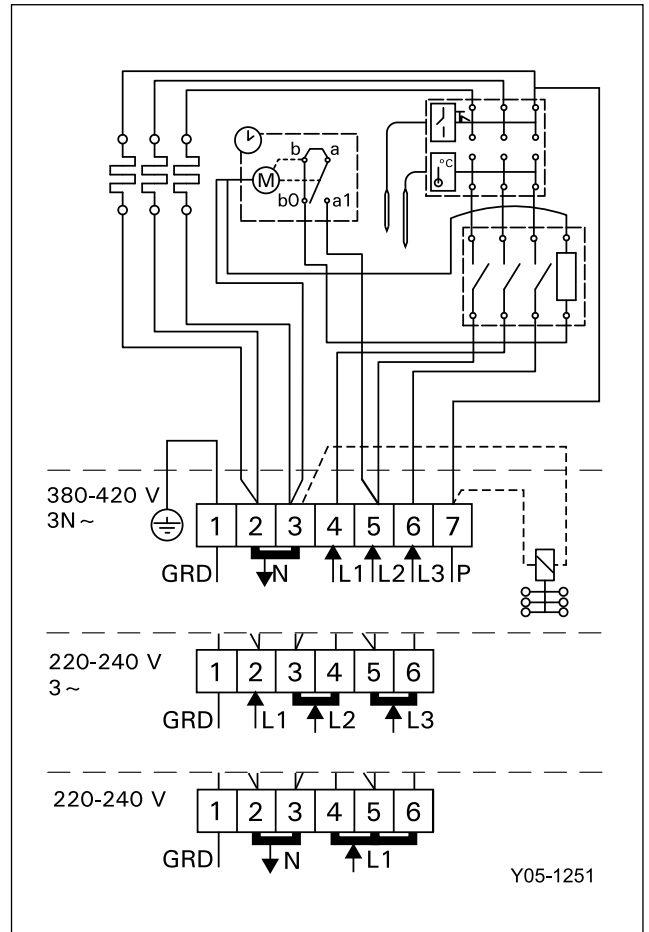 b a
°C
M
b0 a1
380-420 V
3N~
1 2 3 4 5 6 7
GRD N L1 L2 L3 P
220-240 V
3~
1 2 3 4 5 6
GRD L1 L2 L3
220-240 V
1 2 3 4 5 6
GRD N L1
Y05-1251